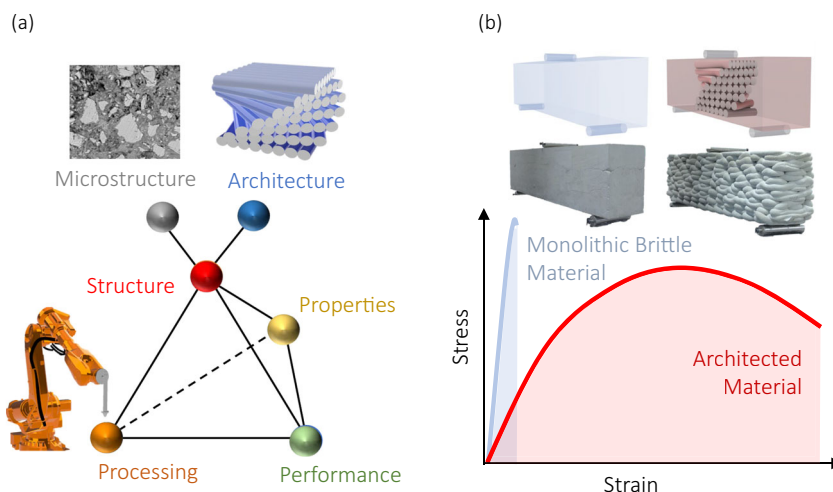 (a)
Microstructure
Architecture
Structure
Properties
Processing
Performance
(b)
Monolithic Brittle
Material
Stress
Architected
Material
Strain